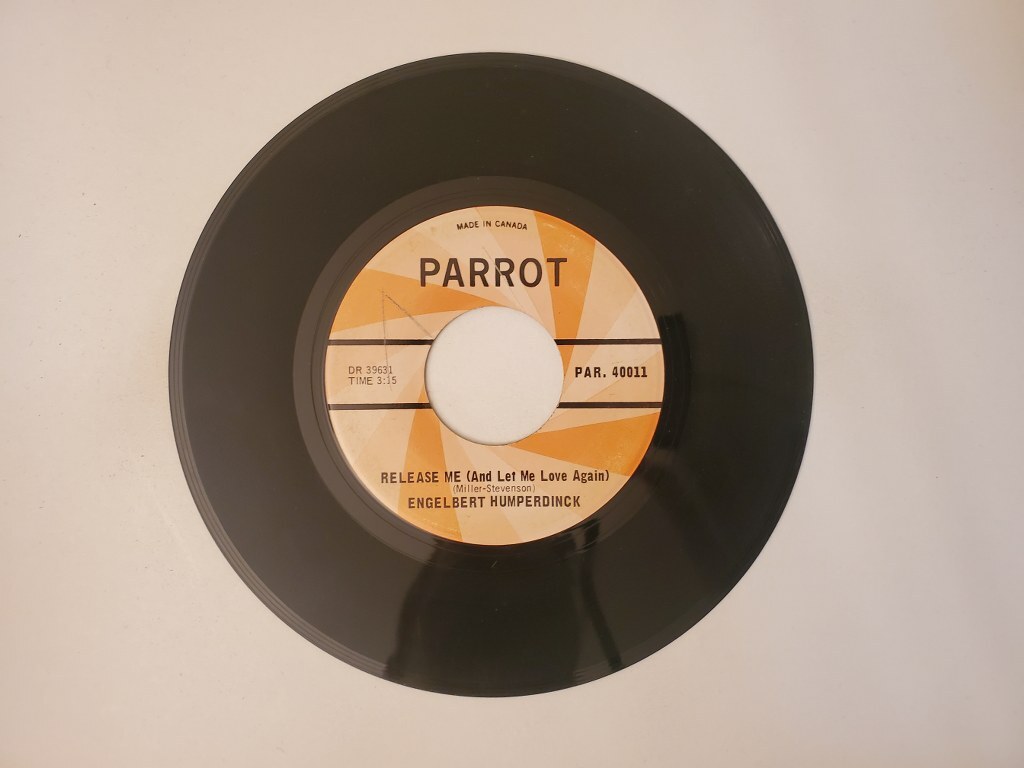 MADE IN CANADA
PARROT
DR 39631
TIME 3:15
PAR. 40011
RELEASE ME (And Let Me Love Again)
(Miller-Stevenson)
ENGELBERT HUMPERDINCK